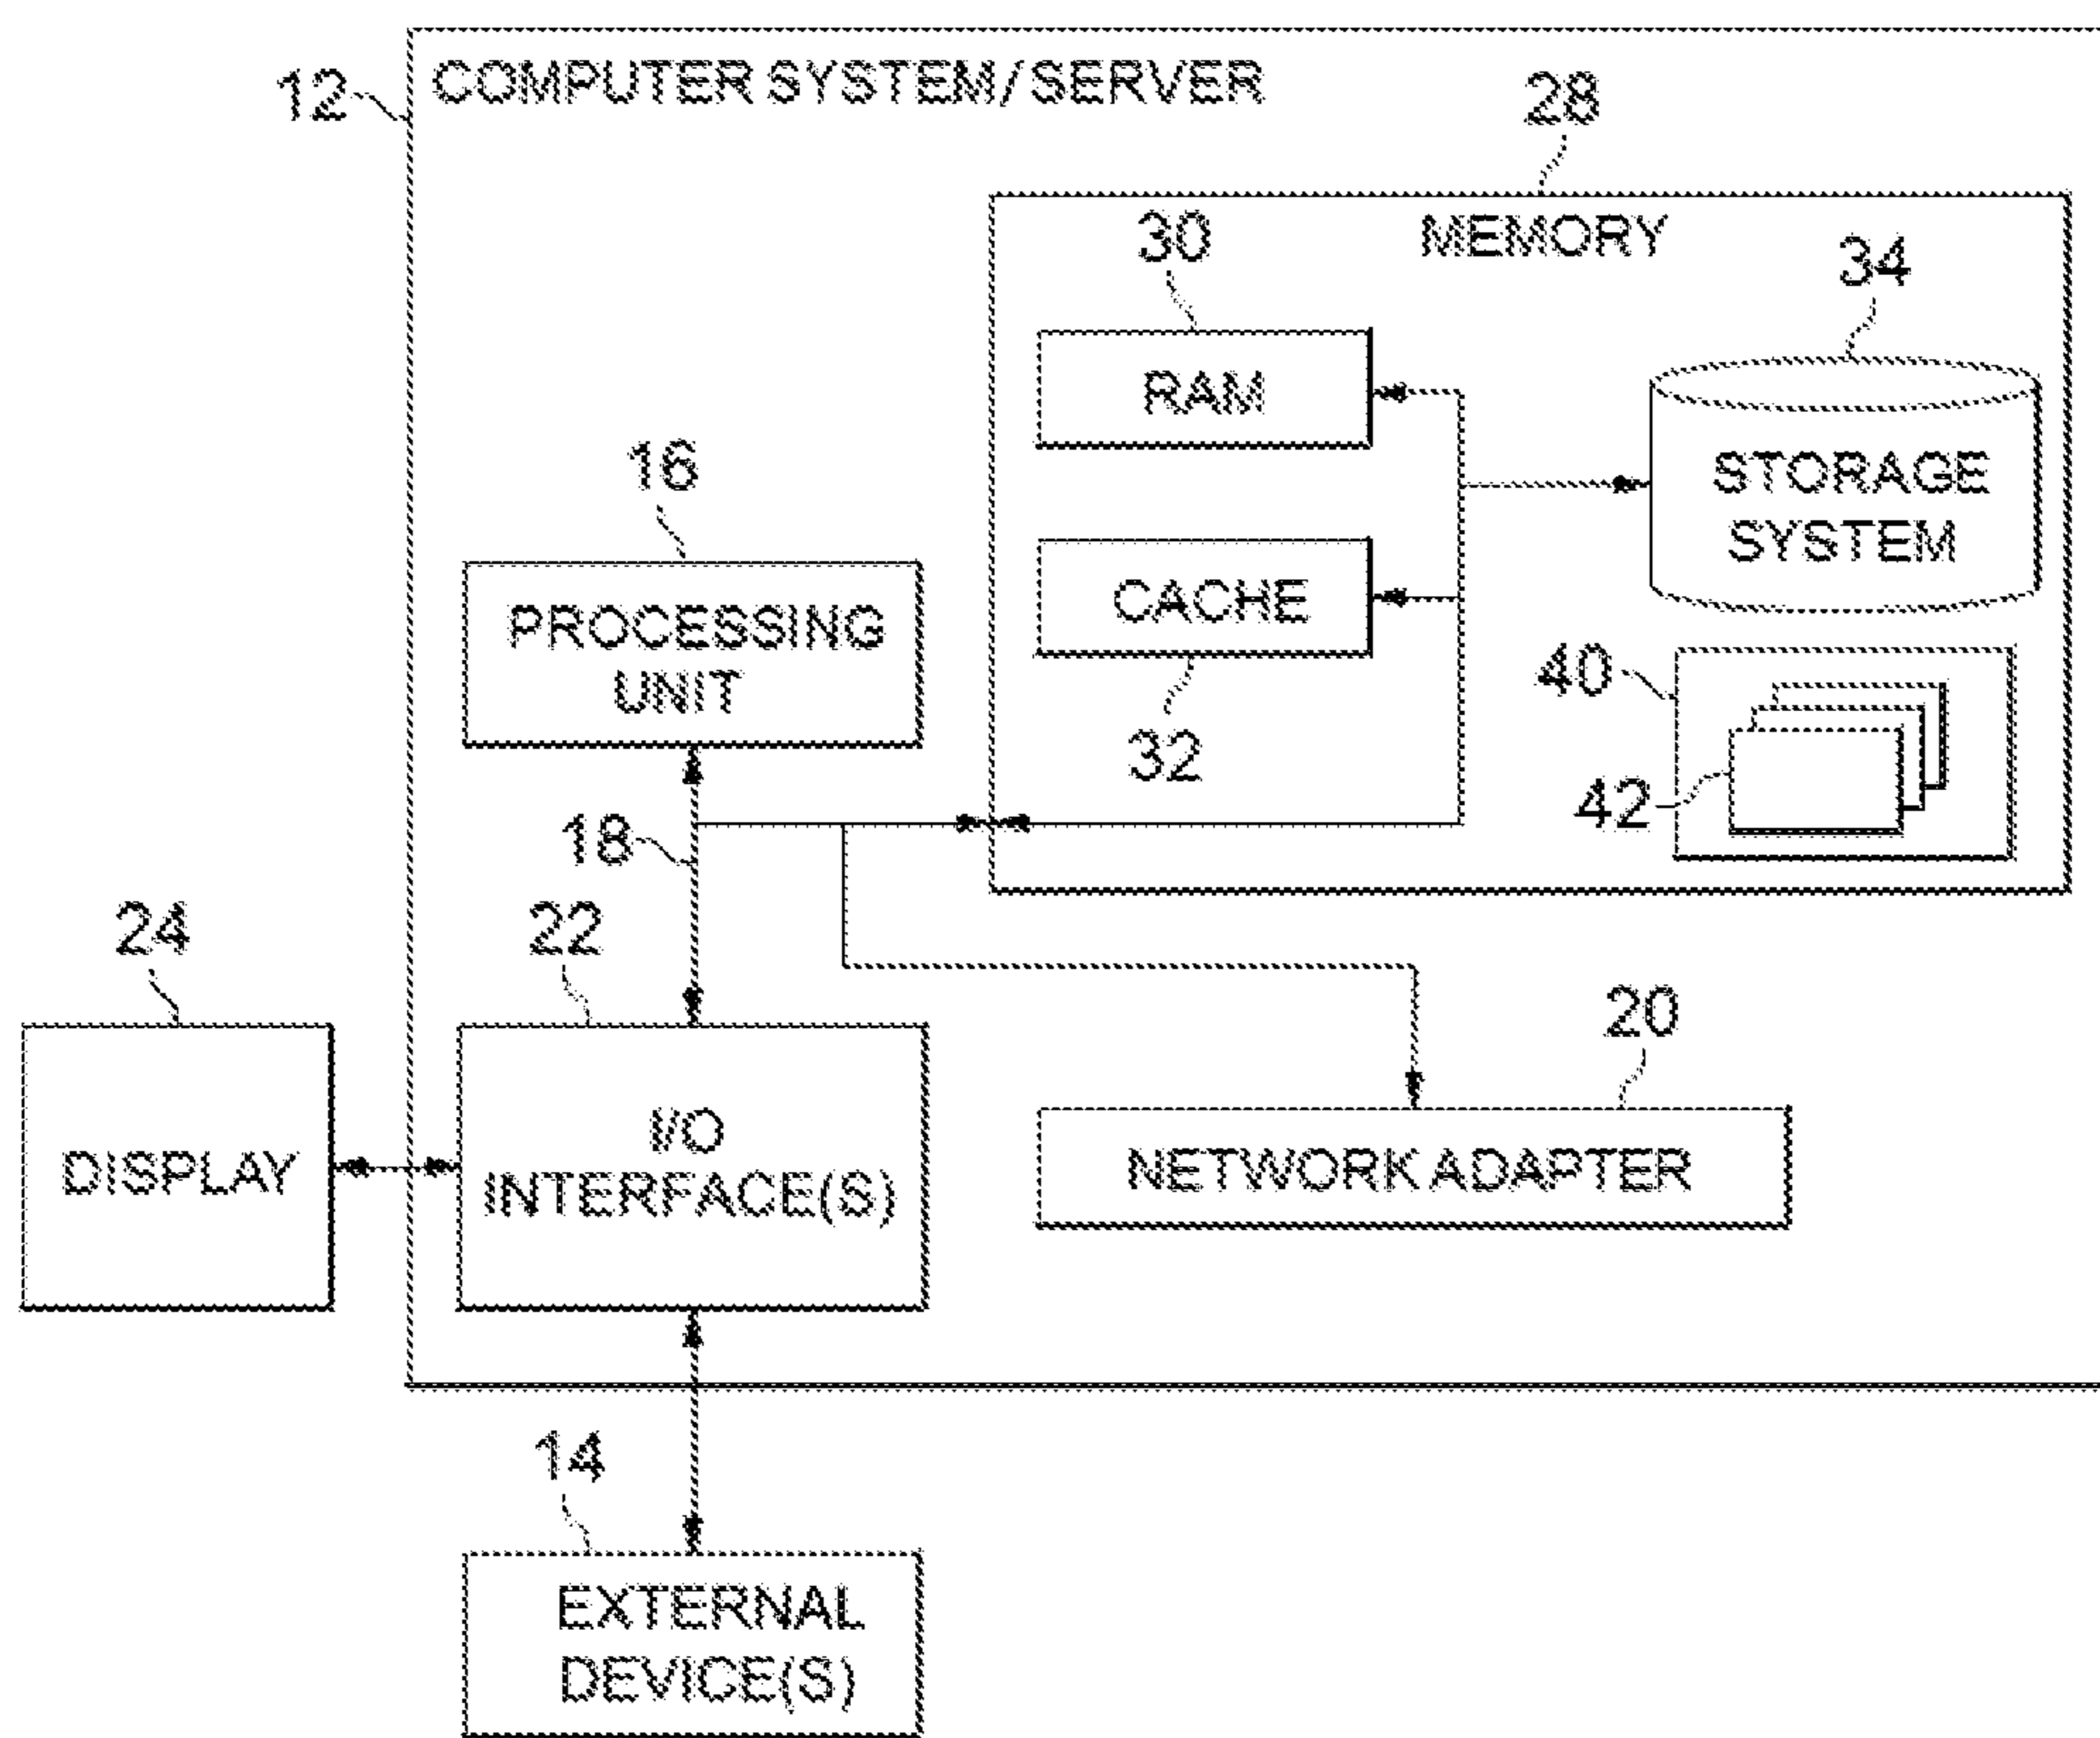 12
COMPUTER SYSTEM/SERVER
28
MEMORY
30
34
RAM
STORAGE
SYSTEM
16
PROCESSING
UNIT
CACHE
32
40
42
18
24
22
20
DISPLAY
I/O
INTERFACE(S)
NETWORK ADAPTER
14
EXTERNAL
DEVICE(S)